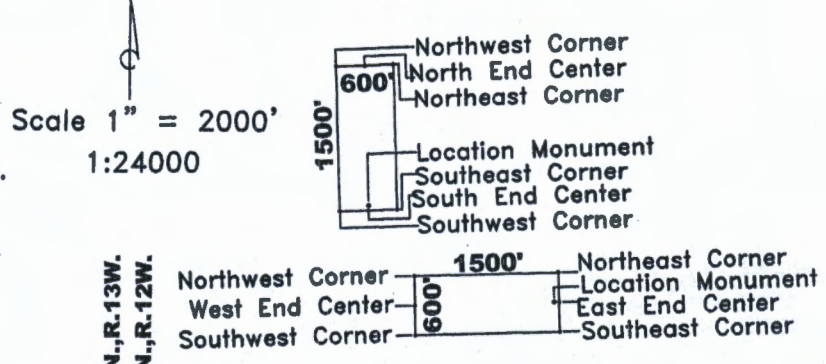 Scale 1" = 2000'
1:24000
Northwest Corner
North End Center
Northeast Corner
600'
1500'
Location Monument
Southeast Corner
South End Center
Southwest Corner
N.,R.13W.
N.,R.12W.
Northwest Corner
West End Center
Southwest Corner
1500'
600'
Northeast Corner
Location Monument
East End Center
Southeast Corner